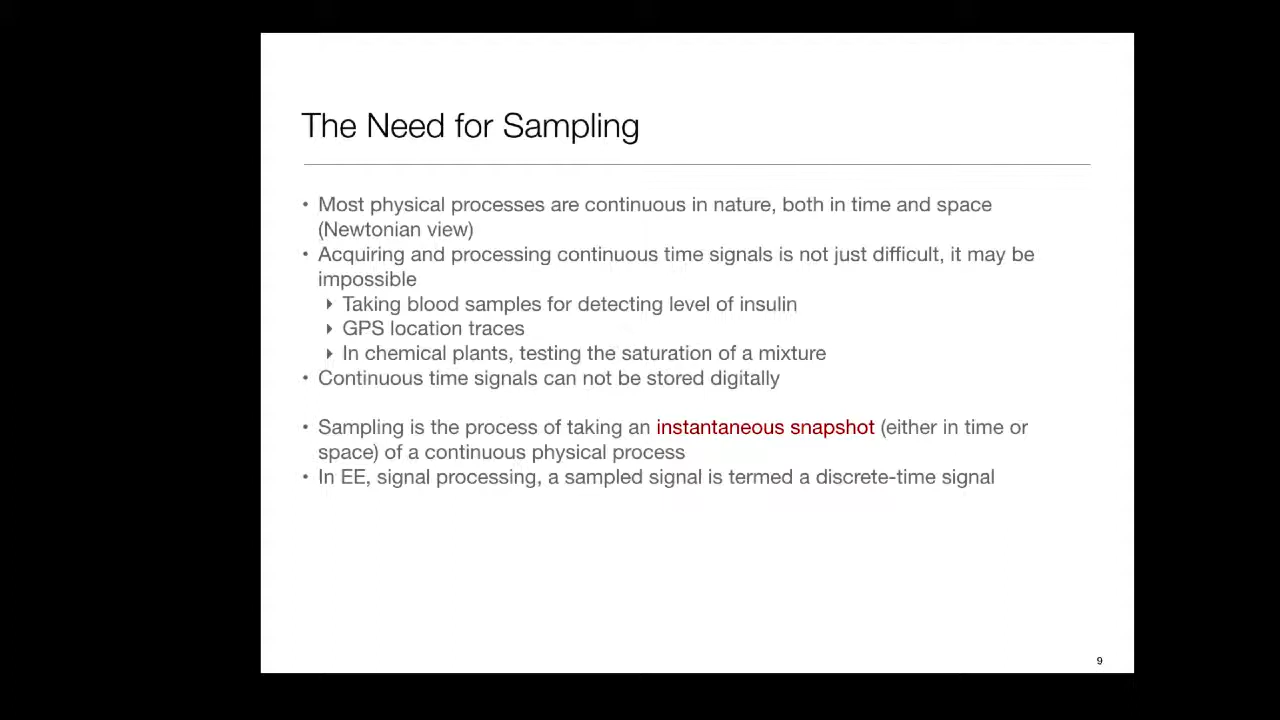 The Need for Sampling
• Most physical processes are continuous in nature, both in time and space
(Newtonian view)
• Acquiring and processing continuous time signals is not just difficult, it may be
impossible
‣ Taking blood samples for detecting level of insulin
‣ GPS location traces
‣ In chemical plants, testing the saturation of a mixture
• Continuous time signals can not be stored digitally
• Sampling is the process of taking an instantaneous snapshot (either in time or
space) of a continuous physical process
• In EE, signal processing, a sampled signal is termed a discrete-time signal
9